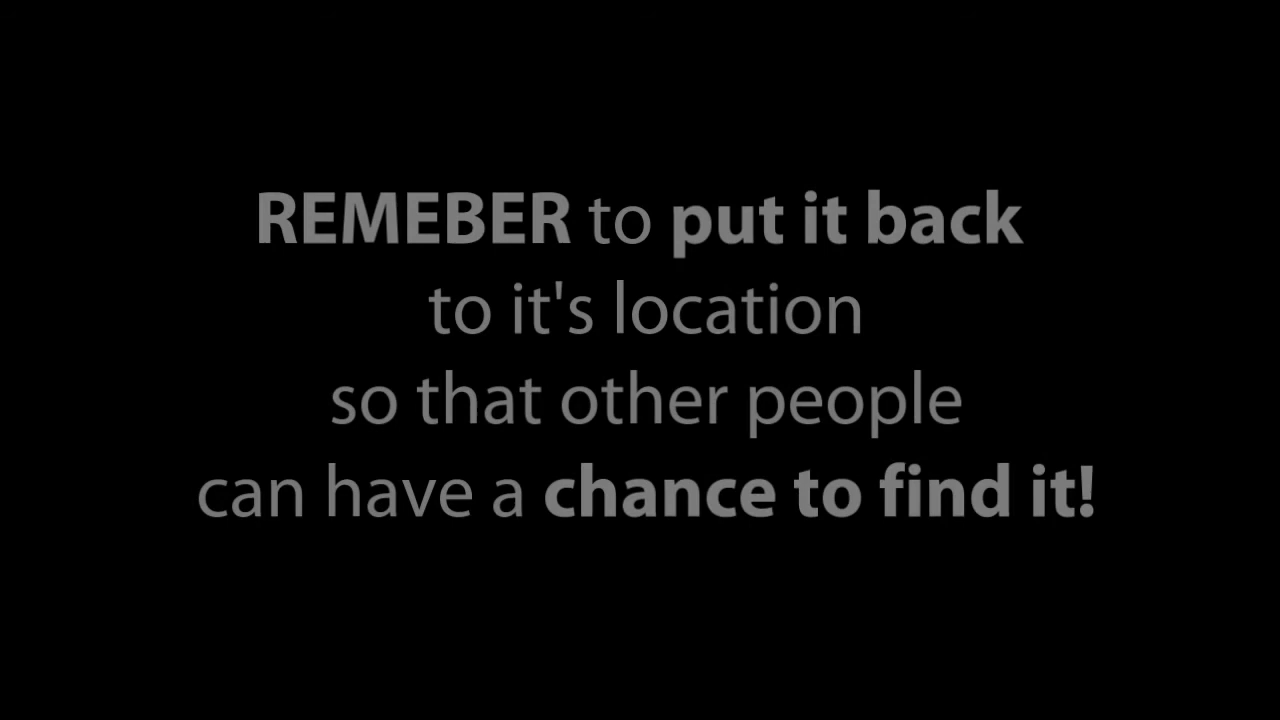 REMEBER to put it back
to it's location
so that other people
can have a chance to find it!